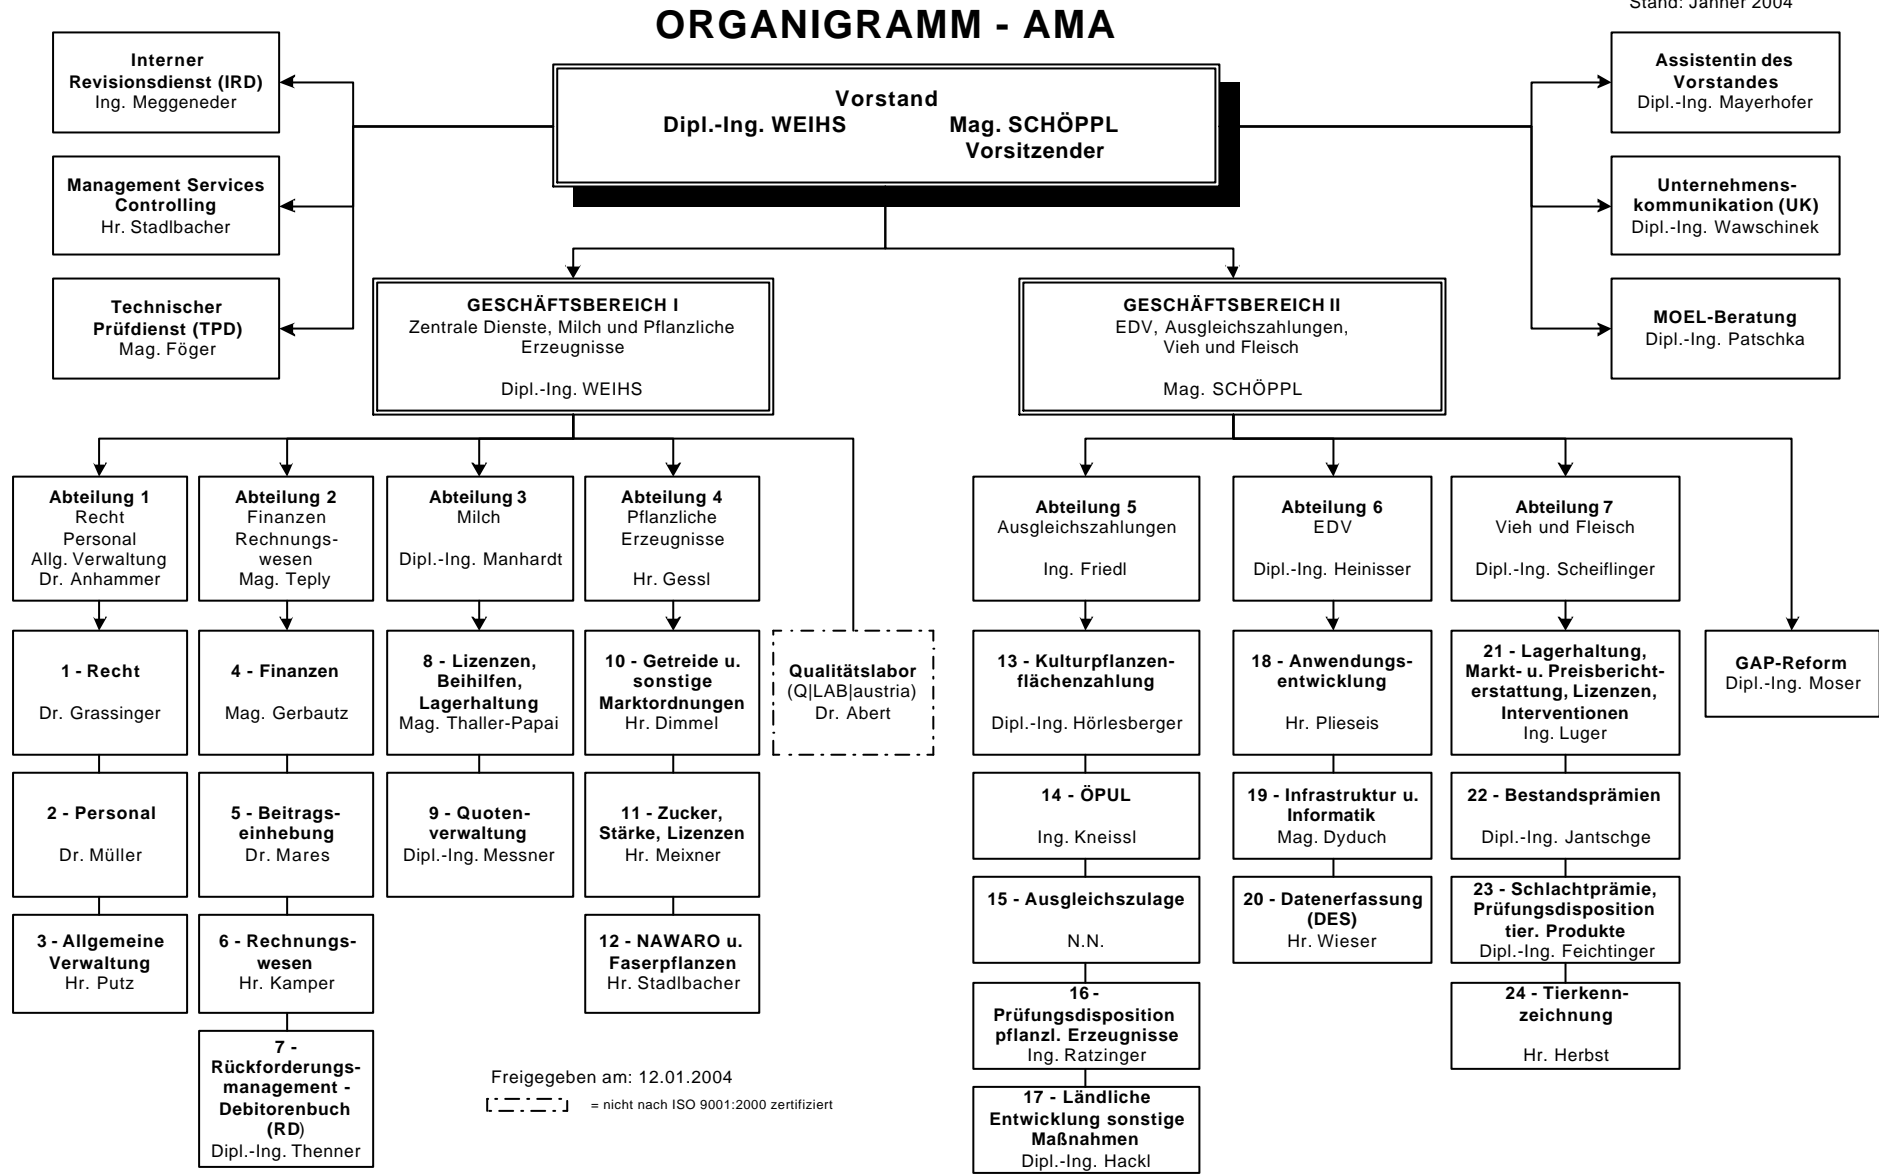 ORGANIGRAMM - AMA
Stand: Jänner 2004
Interner
Revisionsdienst (IRD)
Ing. Meggeneder
Management Services
Controlling
Hr. Stadlbacher
Technischer
Prüfdienst (TPD)
Mag. Föger
Vorstand
Dipl.-Ing. WEIHS Mag. SCHÖPPL
Vorsitzender
Assistentin des
Vorstandes
Dipl.-Ing. Mayerhofer
Unternehmens-
kommunikation (UK)
Dipl.-Ing. Wawschinek
MOEL-Beratung
Dipl.-Ing. Patschka
GESCHÄFTSBEREICH I
Zentrale Dienste, Milch und Pflanzliche
Erzeugnisse
Dipl.-Ing. WEIHS
GESCHÄFTSBEREICH II
EDV, Ausgleichszahlungen,
Vieh und Fleisch
Mag. SCHÖPPL
Abteilung 1
Recht
Personal
Allg. Verwaltung
Dr. Anhammer
1 - Recht
Dr. Grassinger
2 - Personal
Dr. Müller
3 - Allgemeine
Verwaltung
Hr. Putz
Abteilung 2
Finanzen
Rechnungs-
wesen
Mag. Teply
4 - Finanzen
Mag. Gerbautz
5 - Beitrags-
einhebung
Dr. Mares
6 - Rechnungs-
wesen
Hr. Kamper
7 -
Rückforderungs-
management -
Debitorenbuch
(RD)
Dipl.-Ing. Thenner
Abteilung 3
Milch
Dipl.-Ing. Manhardt
8 - Lizenzen,
Beihilfen,
Lagerhaltung
Mag. Thaller-Papai
9 - Quoten-
verwaltung
Dipl.-Ing. Messner
Abteilung 4
Pflanzliche
Erzeugnisse
Hr. Gessl
10 - Getreide u.
sonstige
Marktordnungen
Hr. Dimmel
11 - Zucker,
Stärke, Lizenzen
Hr. Meixner
12 - NAWARO u.
Faserpflanzen
Hr. Stadlbacher
Qualitätslabor
(Q|LAB|austria)
Dr. Abert
Abteilung 5
Ausgleichszahlungen
Ing. Friedl
13 - Kulturpflanzen-
flächenzahlung
Dipl.-Ing. Hörlesberger
14 - ÖPUL
Ing. Kneissl
15 - Ausgleichszulage
N.N.
16 -
Prüfungsdisposition
pflanzl. Erzeugnisse
Ing. Ratzinger
17 - Ländliche
Entwicklung sonstige
Maßnahmen
Dipl.-Ing. Hackl
Abteilung 6
EDV
Dipl.-Ing. Heinisser
18 - Anwendungs-
entwicklung
Hr. Plieseis
19 - Infrastruktur u.
Informatik
Mag. Dyduch
20 - Datenerfassung
(DES)
Hr. Wieser
Abteilung 7
Vieh und Fleisch
Dipl.-Ing. Scheiflinger
21 - Lagerhaltung,
Markt- u. Preisbericht-
erstattung, Lizenzen,
Interventionen
Ing. Luger
22 - Bestandsprämien
Dipl.-Ing. Jantschge
23 - Schlachtprämie,
Prüfungsdisposition
tier. Produkte
Dipl.-Ing. Feichtinger
24 - Tierkenn-
zeichnung
Hr. Herbst
GAP-Reform
Dipl.-Ing. Moser
Freigegeben am: 12.01.2004
= nicht nach ISO 9001:2000 zertifiziert